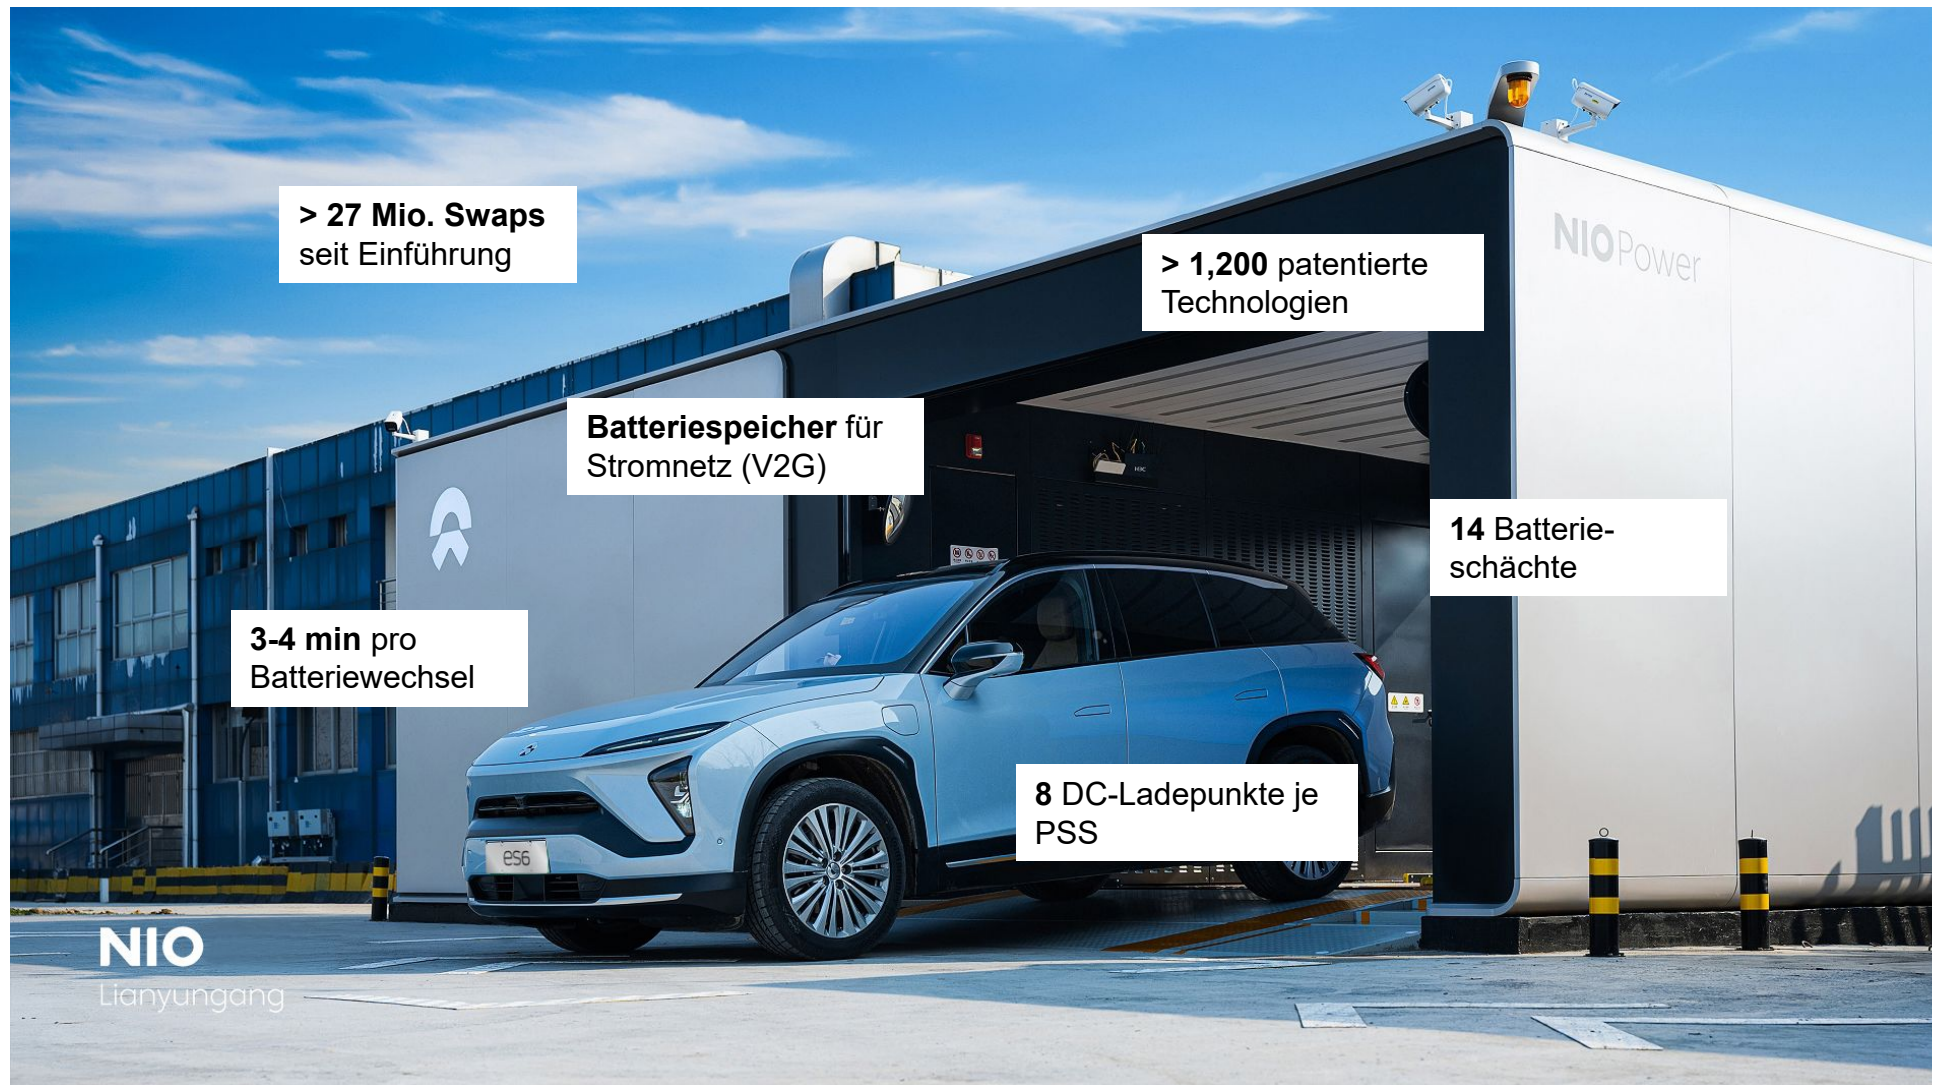 > 27 Mio. Swaps
seit Einführung
> 1,200 patentierte
Technologien
NIOPower
Batteriespeicher für
Stromnetz (V2G)
14 Batterie-
schächte
3-4 min pro
Batteriewechsel
8 DC-Ladepunkte je
PSS
es6
NIO
Lianyungang